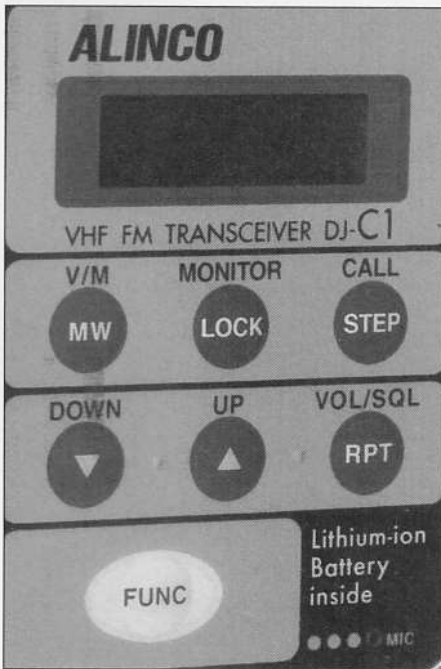 ALINCO
VHF FM TRANSCEIVER DJ-C1
V/M MONITOR CALL
MW LOCK STEP
DOWN UP VOL/SQL
▼ ▲ RPT
FUNC
Lithium-ion
Battery
inside
MIC